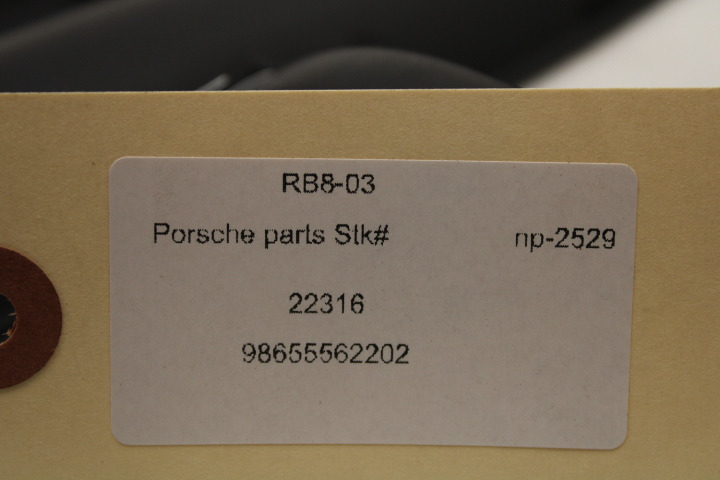 RB8-03
Porsche parts Stk# np-2529
22316
98655562202